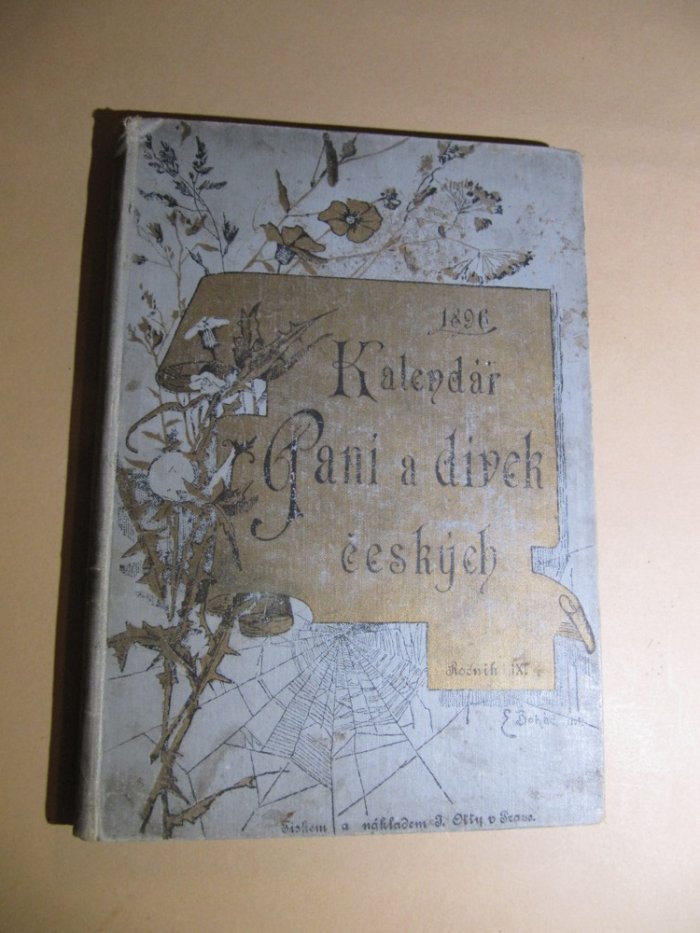 1896
Kalendář
Paní a dívek
českých
Ročník IX.
Tiskem a nákladem J. Otty v Praze.